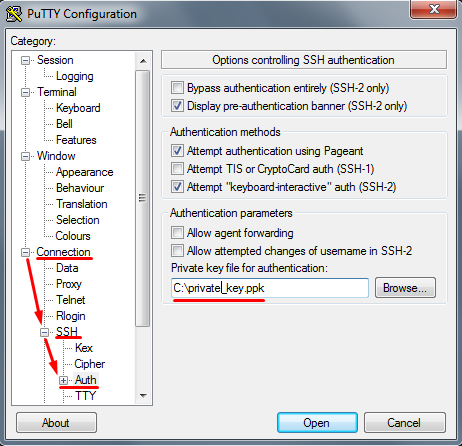 PuTTY Configuration
Category:
Session
Logging
Terminal
Keyboard
Bell
Features
Window
Appearance
Behaviour
Translation
Selection
Colours
Connection
Data
Proxy
Telnet
Rlogin
SSH
Kex
Cipher
Auth
TTY
Options controlling SSH authentication
Bypass authentication entirely (SSH-2 only)
Display pre-authentication banner (SSH-2 only)
Authentication methods
Attempt authentication using Pageant
Attempt TIS or CryptoCard auth (SSH-1)
Attempt "keyboard-interactive" auth (SSH-2)
Authentication parameters
Allow agent forwarding
Allow attempted changes of username in SSH-2
Private key file for authentication:
C:\private_key.ppk
Browse...
About
Open
Cancel